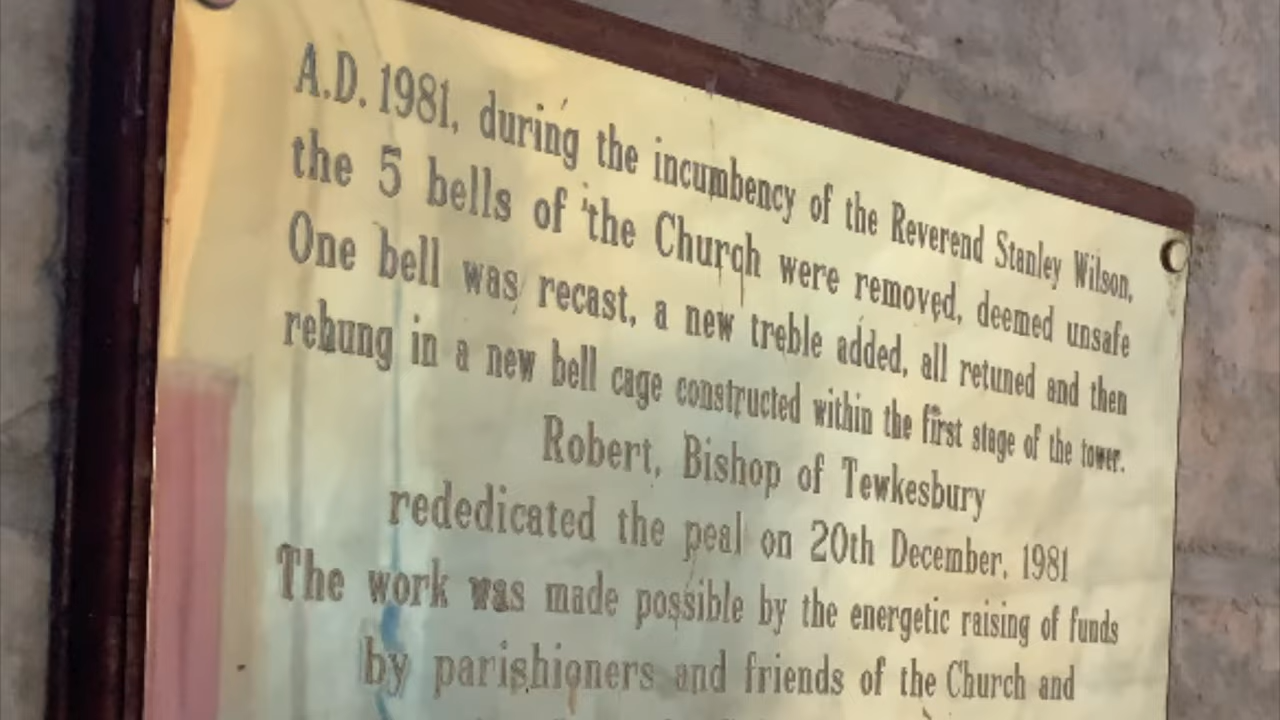 A.D. 1981, during the incumbency of the Reverend Stanley Wilson,
the 5 bells of the Church were removed, deemed unsafe
One bell was recast, a new treble added, all retuned and then
rehung in a new bell cage constructed within the first stage of the tower.
Robert, Bishop of Tewkesbury
rededicated the peal on 20th December, 1981
The work was made possible by the energetic raising of funds
by parishioners and friends of the Church and